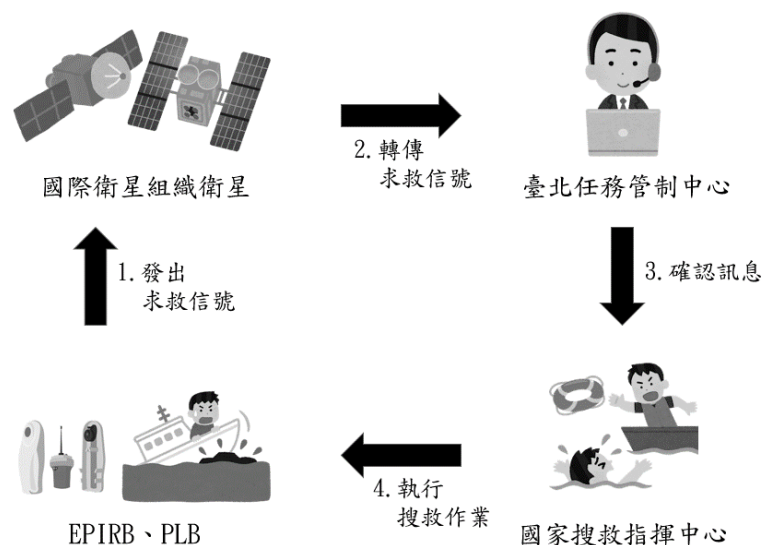 2.轉傳
求救信號
國際衛星組織衛星
臺北任務管制中心
1.發出
求救信號
3.確認訊息
4.執行
搜救作業
EPIRB、PLB
國家搜救指揮中心